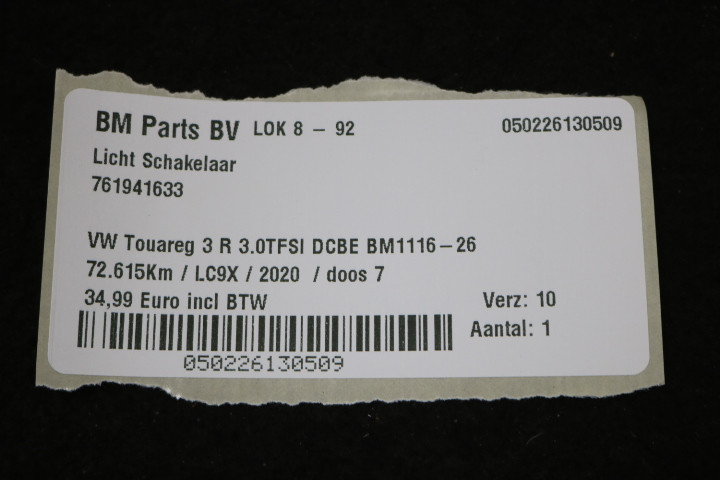 BM Parts BV LOK 8 - 92 050226130509
Licht Schakelaar
761941633
VW Touareg 3 R 3.0TFSI DCBE BM1116-26
72.615Km / LC9X / 2020 / doos 7
34,99 Euro incl BTW Verz: 10
Aantal: 1
050226130509